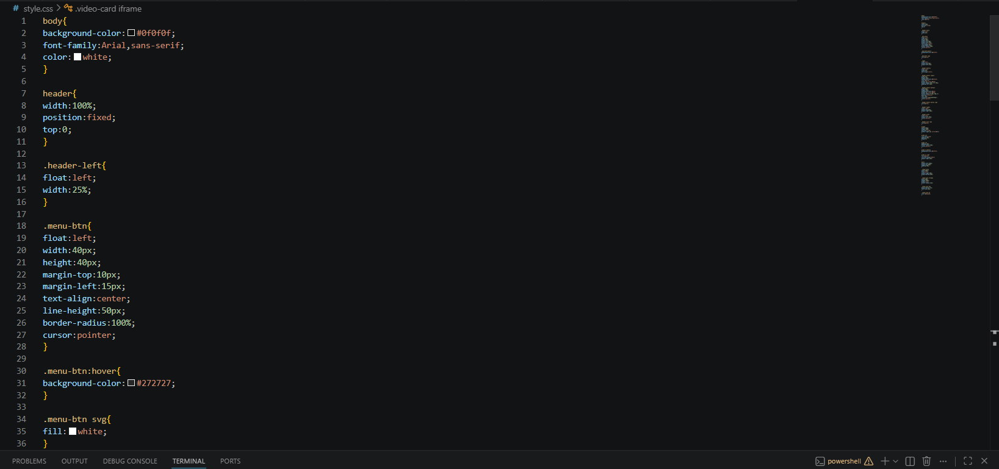 # style.css > .video-card iframe
1 body{
2 background-color:#0f0f0f;
3 font-family:Arial,sans-serif;
4 color:white;
5 }
6
7 header{
8 width:100%;
9 position:fixed;
10 top:0;
11 }
12
13 .header-left{
14 float:left;
15 width:25%;
16 }
17
18 .menu-btn{
19 float:left;
20 width:40px;
21 height:40px;
22 margin-top:10px;
23 margin-left:15px;
24 text-align:center;
25 line-height:50px;
26 border-radius:100%;
27 cursor:pointer;
28 }
29
30 .menu-btn:hover{
31 background-color:#272727;
32 }
33
34 .menu-btn svg{
35 fill:white;
36 }
PROBLEMS OUTPUT DEBUG CONSOLE TERMINAL PORTS powershell